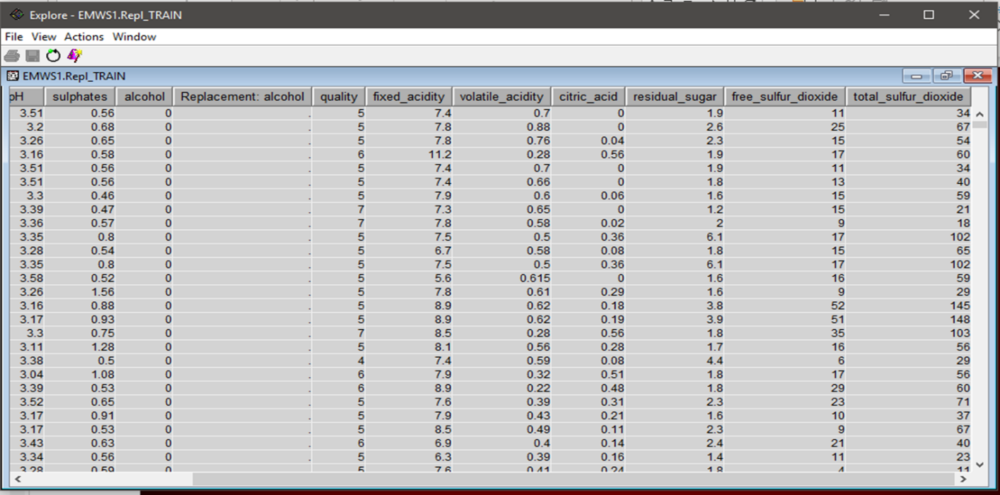 Explore - EMWS1.Repl_TRAIN
File View Actions Window
EMWS1.Repl_TRAIN
pH sulphates alcohol Replacement: alcohol quality fixed_acidity volatile_acidity citric_acid residual_sugar free_sulfur_dioxide total_sulfur_dioxide
3.51 0.56 0 . 5 7.4 0.7 0 1.9 11 34
3.2 0.68 0 . 5 7.8 0.88 0 2.6 25 67
3.26 0.65 0 . 5 7.8 0.76 0.04 2.3 15 54
3.16 0.58 0 . 6 11.2 0.28 0.56 1.9 17 60
3.51 0.56 0 . 5 7.4 0.7 0 1.9 11 34
3.51 0.56 0 . 5 7.4 0.66 0 1.8 13 40
3.3 0.46 0 . 5 7.9 0.6 0.06 1.6 15 59
3.39 0.47 0 . 7 7.3 0.65 0 1.2 15 21
3.36 0.57 0 . 7 7.8 0.58 0.02 2 9 18
3.35 0.8 0 . 5 7.5 0.5 0.36 6.1 17 102
3.28 0.54 0 . 5 6.7 0.58 0.08 1.8 15 65
3.35 0.8 0 . 5 7.5 0.5 0.36 6.1 17 102
3.58 0.52 0 . 5 5.6 0.615 0 1.6 16 59
3.26 1.56 0 . 5 7.8 0.61 0.29 1.6 9 29
3.16 0.88 0 . 5 8.9 0.62 0.18 3.8 52 145
3.17 0.93 0 . 5 8.9 0.62 0.19 3.9 51 148
3.3 0.75 0 . 7 8.5 0.28 0.56 1.8 35 103
3.11 1.28 0 . 5 8.1 0.56 0.28 1.7 16 56
3.38 0.5 0 . 4 7.4 0.59 0.08 4.4 6 29
3.04 1.08 0 . 6 7.9 0.32 0.51 1.8 17 56
3.39 0.53 0 . 6 8.9 0.22 0.48 1.8 29 60
3.52 0.65 0 . 5 7.6 0.39 0.31 2.3 23 71
3.17 0.91 0 . 5 7.9 0.43 0.21 1.6 10 37
3.17 0.53 0 . 5 8.5 0.49 0.11 2.3 9 67
3.43 0.63 0 . 6 6.9 0.4 0.14 2.4 21 40
3.34 0.56 0 . 5 6.3 0.39 0.16 1.4 11 23
3.28 0.59 0 . 5 7.6 0.41 0.24 1.8 4 11